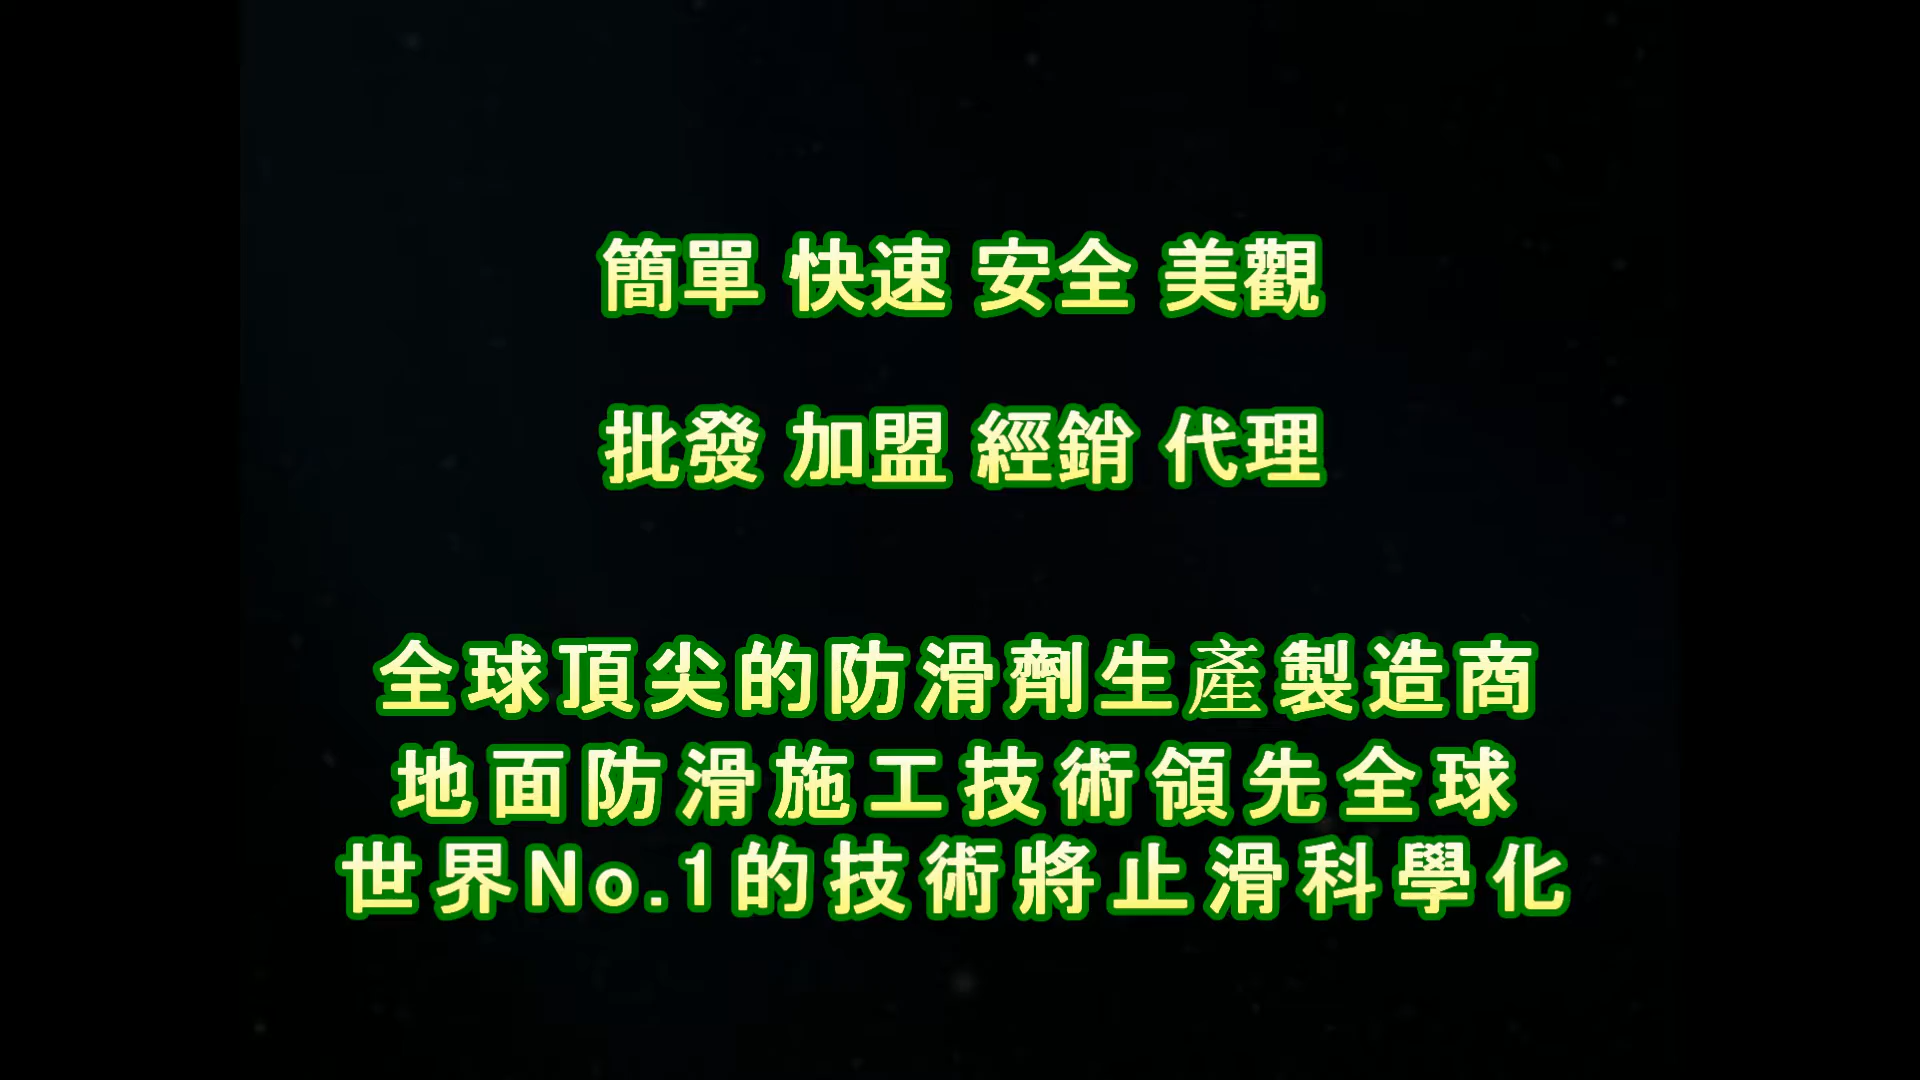 簡單 快速 安全 美觀
批發 加盟 經銷 代理
全球頂尖的防滑劑生產製造商
地面防滑施工技術領先全球
世界No.1的技術將止滑科學化